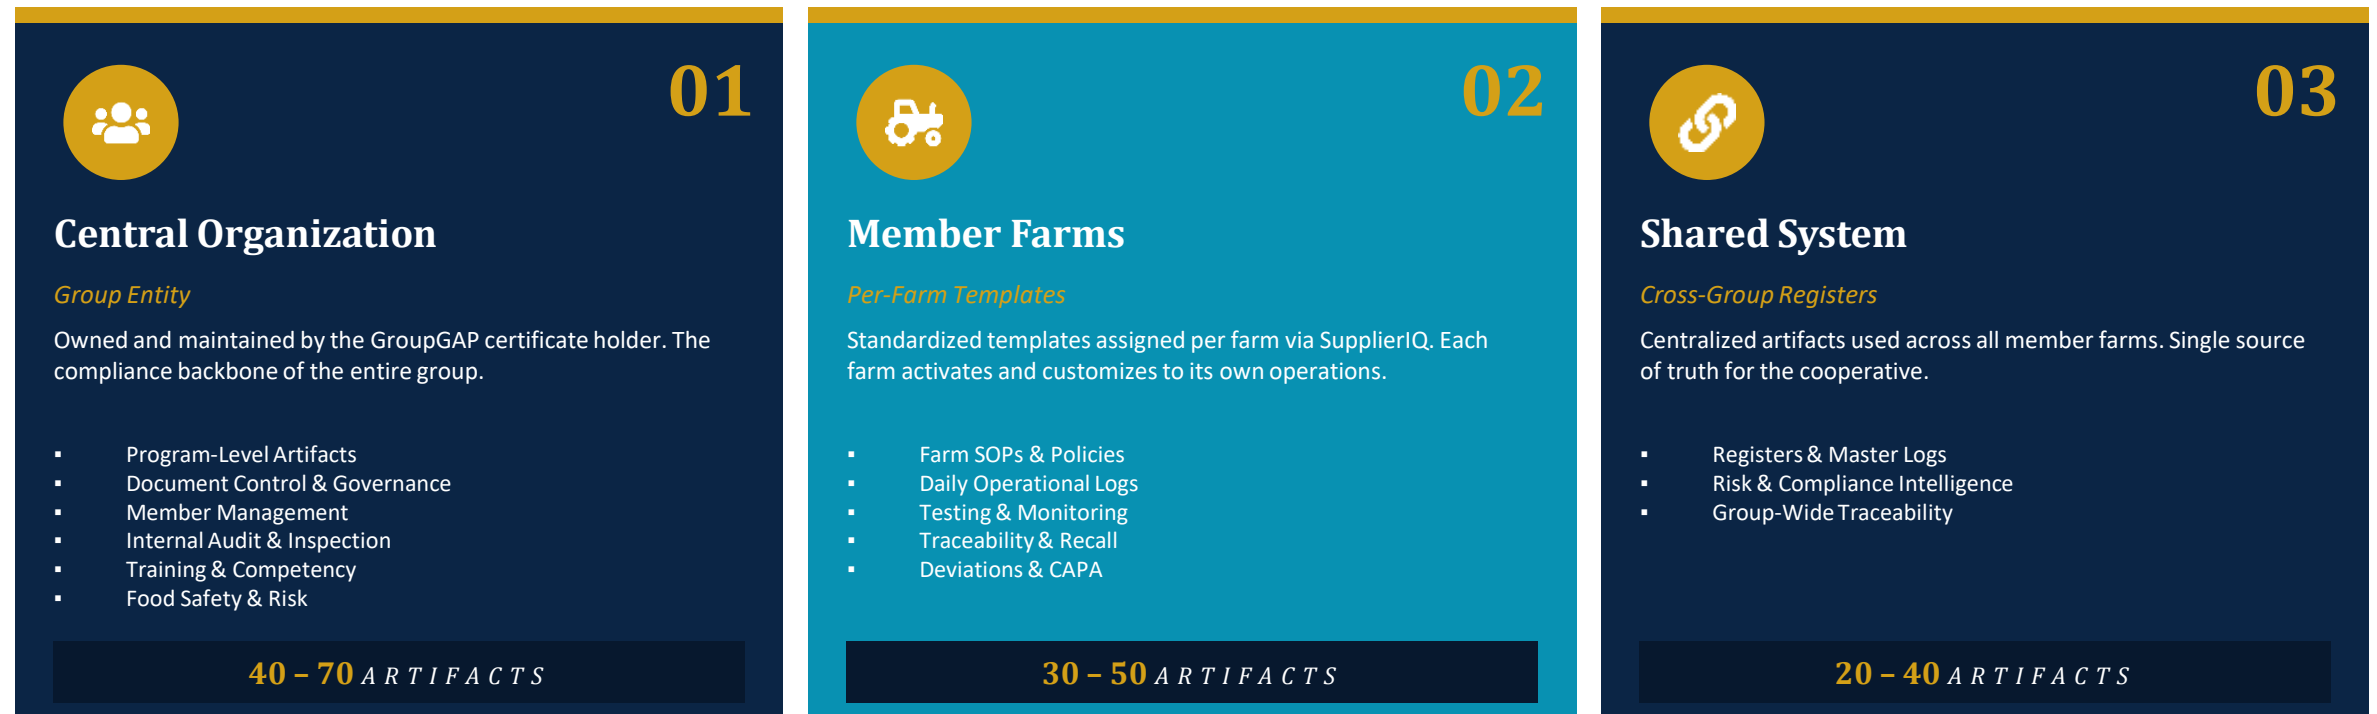 01
Central Organization
Group Entity
Owned and maintained by the GroupGAP certificate holder. The
compliance backbone of the entire group.
▪ Program-Level Artifacts
▪ Document Control & Governance
▪ Member Management
▪ Internal Audit & Inspection
▪ Training & Competency
▪ Food Safety & Risk
40 – 70 ARTIFACTS
02
Member Farms
Per-Farm Templates
Standardized templates assigned per farm via SupplierIQ. Each
farm activates and customizes to its own operations.
▪ Farm SOPs & Policies
▪ Daily Operational Logs
▪ Testing & Monitoring
▪ Traceability & Recall
▪ Deviations & CAPA
30 – 50 ARTIFACTS
03
Shared System
Cross-Group Registers
Centralized artifacts used across all member farms. Single source
of truth for the cooperative.
▪ Registers & Master Logs
▪ Risk & Compliance Intelligence
▪ Group-Wide Traceability
20 – 40 ARTIFACTS